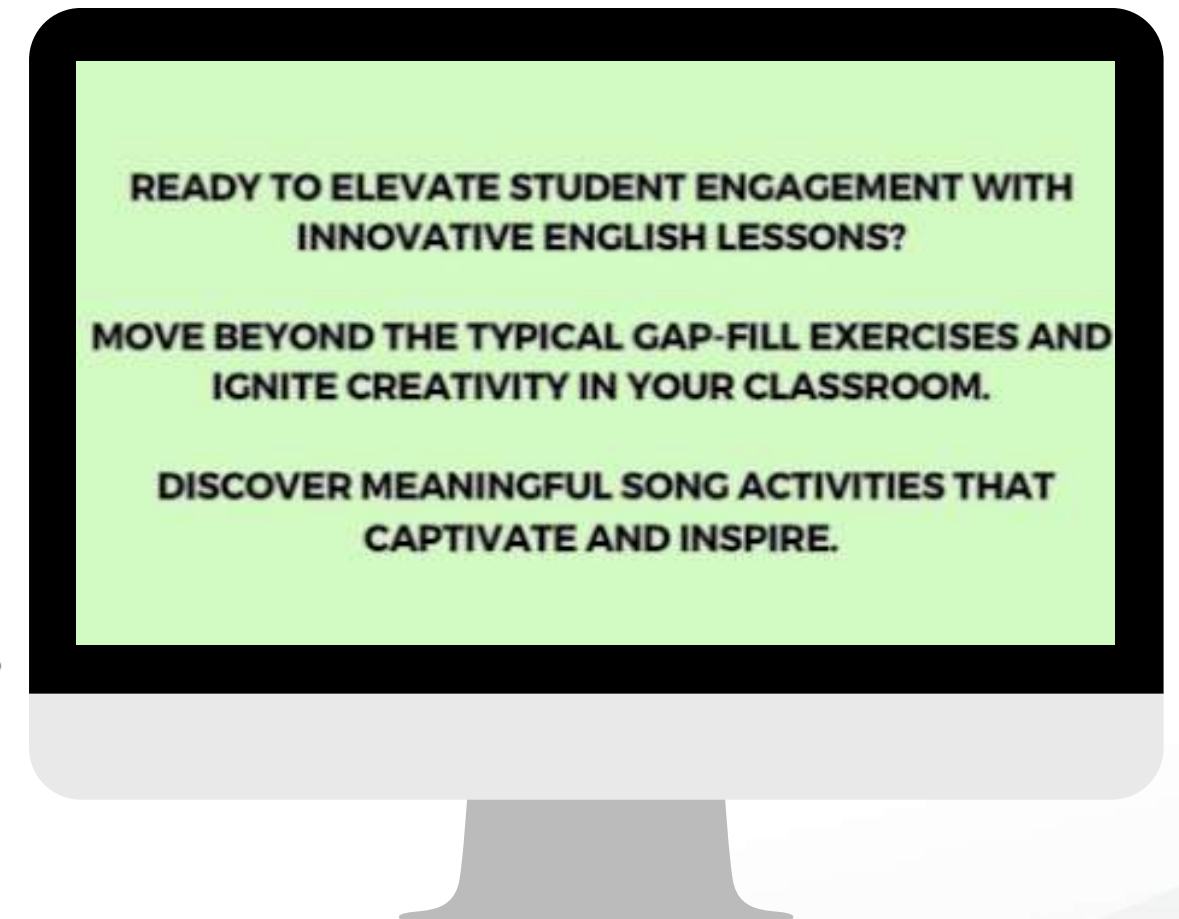 READY TO ELEVATE STUDENT ENGAGEMENT WITH
INNOVATIVE ENGLISH LESSONS?
MOVE BEYOND THE TYPICAL GAP-FILL EXERCISES AND
IGNITE CREATIVITY IN YOUR CLASSROOM.
DISCOVER MEANINGFUL SONG ACTIVITIES THAT
CAPTIVATE AND INSPIRE.